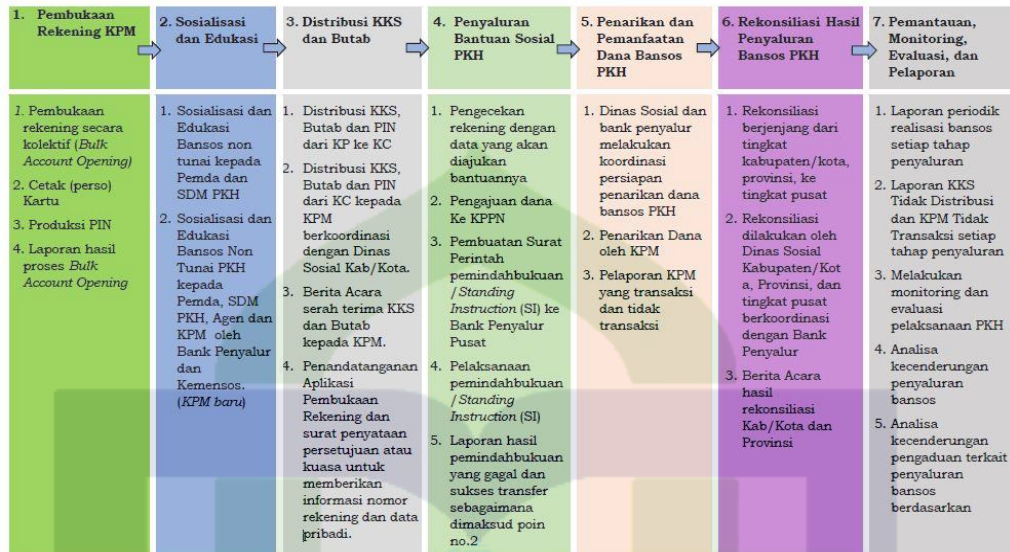 1. Pembukaan
Rekening KPM
2. Sosialisasi
dan Edukasi
3. Distribusi KKS
dan Butab
4. Penyaluran
Bantuan Sosial
PKH
5. Penarikan dan
Pemanfaatan
Dana Bansos
PKH
6. Rekonsiliasi Hasil
Penyaluran
Bansos PKH
7. Pemantauan,
Monitoring,
Evaluasi, dan
Pelaporan
1. Pembukaan
rekening secara
kolektif (Bulk
Account Opening)
2. Cetak (perso)
Kartu
3. Produksi PIN
4. Laporan hasil
proses Bulk
Account Opening
1. Sosialisasi dan
Edukasi
Bansos non
tunai kepada
Pemda dan
SDM PKH
2. Sosialisasi dan
Edukasi
Bansos Non
Tunai PKH
kepada
Pemda, SDM
PKH, Agen dan
KPM oleh
Bank Penyalur
dan
Kemensos.
(KPM baru)
1. Distribusi KKS,
Butab dan PIN
dari KP ke KC
2. Distribusi KKS,
Butab dan PIN
dari KC kepada
KPM
berkoordinasi
dengan Dinas
Sosial Kab/Kota.
3. Berita Acara
serah terima KKS
dan Butab
kepada KPM.
4. Penandatanganan
Aplikasi
Pembukaan
Rekening dan
surat penyataan
persetujuan atau
kuasa untuk
memberikan
informasi nomor
rekening dan data
pribadi.
1. Pengecekan
rekening dengan
data yang akan
diajukan
bantuannya
2. Pengajuan dana
Ke KPPN
3. Pembuatan Surat
Perintah
pemindahbukuan
/Standing
Instruction (SI) ke
Bank Penyalur
Pusat
4. Pelaksanaan
pemindahbukuan
/Standing
Instruction (SI)
5. Laporan hasil
pemindahbukuan
yang gagal dan
sukses transfer
sebagaimana
dimaksud poin
no.2
1. Dinas Sosial dan
bank penyalur
melakukan
koordinasi
persiapan
penarikan dana
bansos PKH
2. Penarikan Dana
oleh KPM
3. Pelaporan KPM
yang transaksi
dan tidak
transaksi
1. Rekonsiliasi
berjenjang dari
tingkat
kabupaten/kota,
provinsi, ke
tingkat pusat
2. Rekonsiliasi
dilakukan oleh
Dinas Sosial
Kabupaten/Kot
a, Provinsi, dan
tingkat pusat
berkoordinasi
dengan Bank
Penyalur
3. Berita Acara
hasil
rekonsiliasi
Kab/Kota dan
Provinsi
1. Laporan periodik
realisasi bansos
setiap tahap
penyaluran
2. Laporan KKS
Tidak Distribusi
dan KPM Tidak
Transaksi setiap
tahap penyaluran
3. Melakukan
monitoring dan
evaluasi
pelaksanaan PKH
4. Analisa
kecenderungan
penyaluran
bansos
5. Analisa
kecenderungan
pengaduan terkait
penyaluran
bansos
berdasarkan